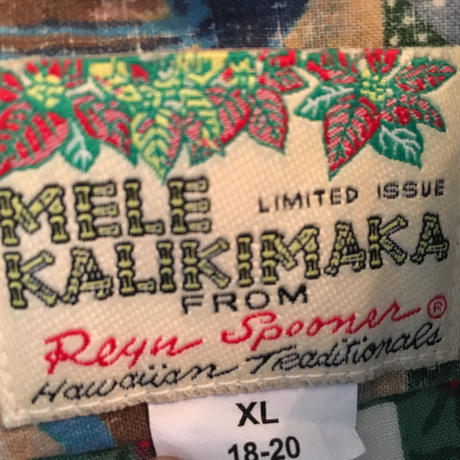 MELE
LIMITED ISSUE
KALIKIMAKA
FROM
Reyn Spooner®
Hawaiian Traditionals
XL
18-20